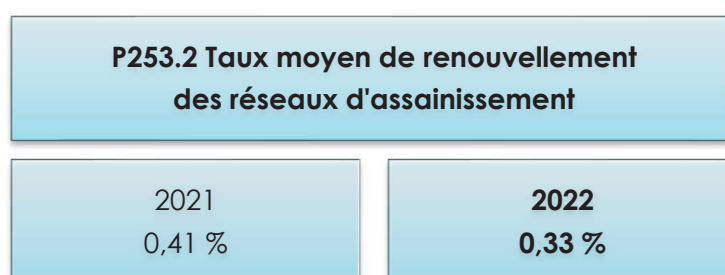 P253.2 Taux moyen de renouvellement
des réseaux d'assainissement
2021
0,41 %
2022
0,33 %